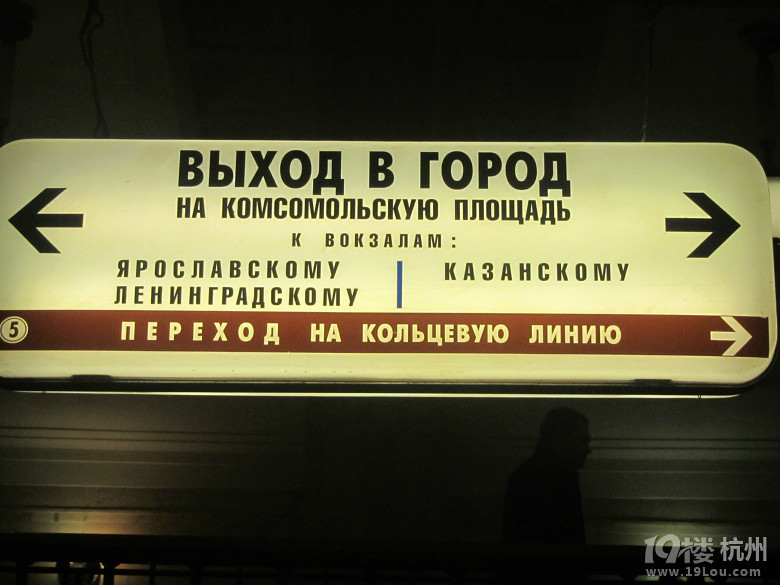 ВЫХОД В ГОРОД
НА КОМСОМОЛЬСКУЮ ПЛОЩАДЬ
К ВОКЗАЛАМ:
ЯРОСЛАВСКОМУ
ЛЕНИНГРАДСКОМУ
КАЗАНСКОМУ
5 ПЕРЕХОД НА КОЛЬЦЕВУЮ ЛИНИЮ
19楼 杭州
www.19Lou.com